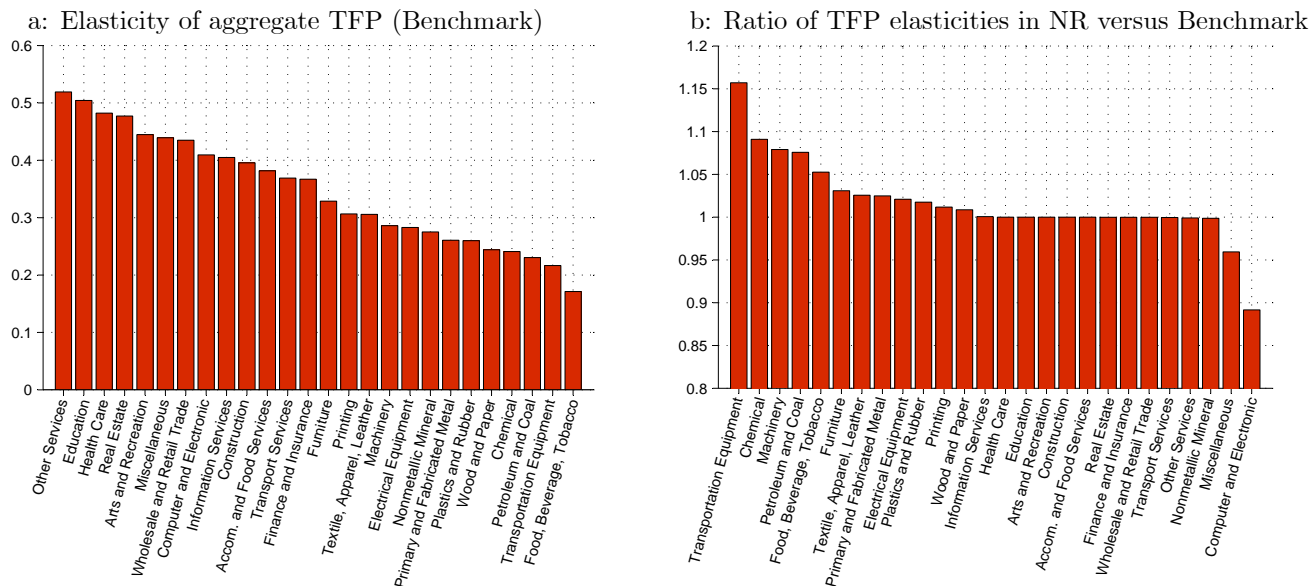 a: Elasticity of aggregate TFP (Benchmark)
0.6
0.5
0.4
0.3
0.2
0.1
0
Other Services
Education
Health Care
Real Estate
Arts and Recreation
Miscellaneous
Wholesale and Retail Trade
Computer and Electronic
Information Services
Construction
Accom. and Food Services
Transport Services
Finance and Insurance
Furniture
Printing
Textile, Apparel, Leather
Machinery
Electrical Equipment
Nonmetallic Mineral
Primary and Fabricated Metal
Plastics and Rubber
Wood and Paper
Chemical
Petroleum and Coal
Transportation Equipment
Food, Beverage, Tobacco
b: Ratio of TFP elasticities in NR versus Benchmark
1.2
1.15
1.1
1.05
1
0.95
0.9
0.85
0.8
Transportation Equipment
Chemical
Machinery
Petroleum and Coal
Food, Beverage, Tobacco
Furniture
Textile, Apparel, Leather
Primary and Fabricated Metal
Electrical Equipment
Plastics and Rubber
Printing
Wood and Paper
Information Services
Health Care
Education
Arts and Recreation
Construction
Accom. and Food Services
Real Estate
Finance and Insurance
Wholesale and Retail Trade
Transport Services
Other Services
Nonmetallic Mineral
Miscellaneous
Computer and Electronic